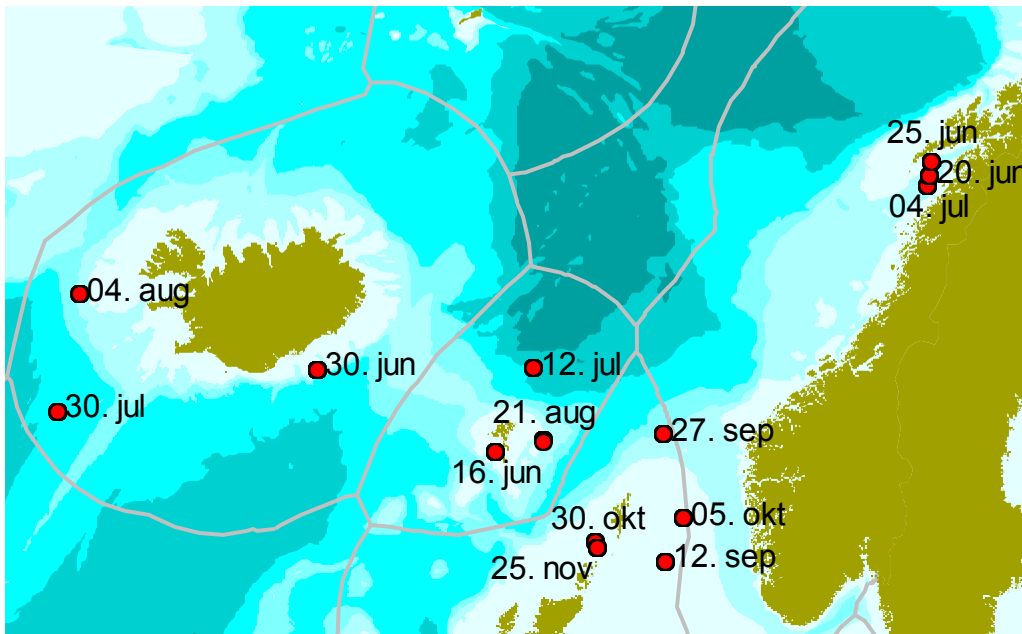 25. jun
20. jun
04. jul
04. aug
30. jun
12. jul
30. jul
21. aug
27. sep
16. jun
30. okt
05. okt
25. nov
12. sep